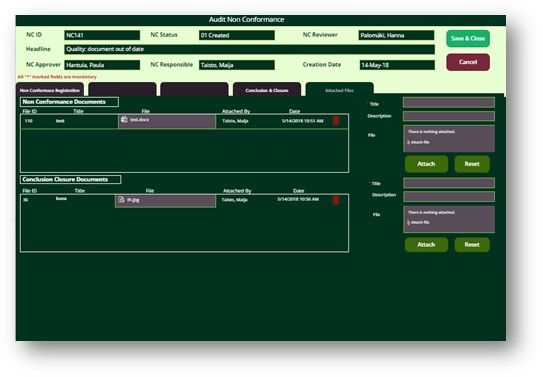 Audit Non Conformance
NC ID NC141 NC Status 01 Created NC Reviewer Palomäki, Hanna Save & Close
Headline Quality: document out of date
NC Approver Hantula, Paula NC Responsible Taisto, Maija Creation Date 14-May-18 Cancel
All "*" marked fields are mandatory
Non Conformance Registration Conclusion & Closure Attached Files
Non Conformance Documents
File ID Title File Attached By Date
110 test test.docx Taisto, Maija 5/14/2018 10:51 AM
* Title
Description
File There is nothing attached.
Attach file
Attach Reset
Conclusion Closure Documents
File ID Title File Attached By Date
36 kuva th.jpg Taisto, Maija 5/14/2018 10:56 AM
* Title
Description
File There is nothing attached.
Attach file
Attach Reset